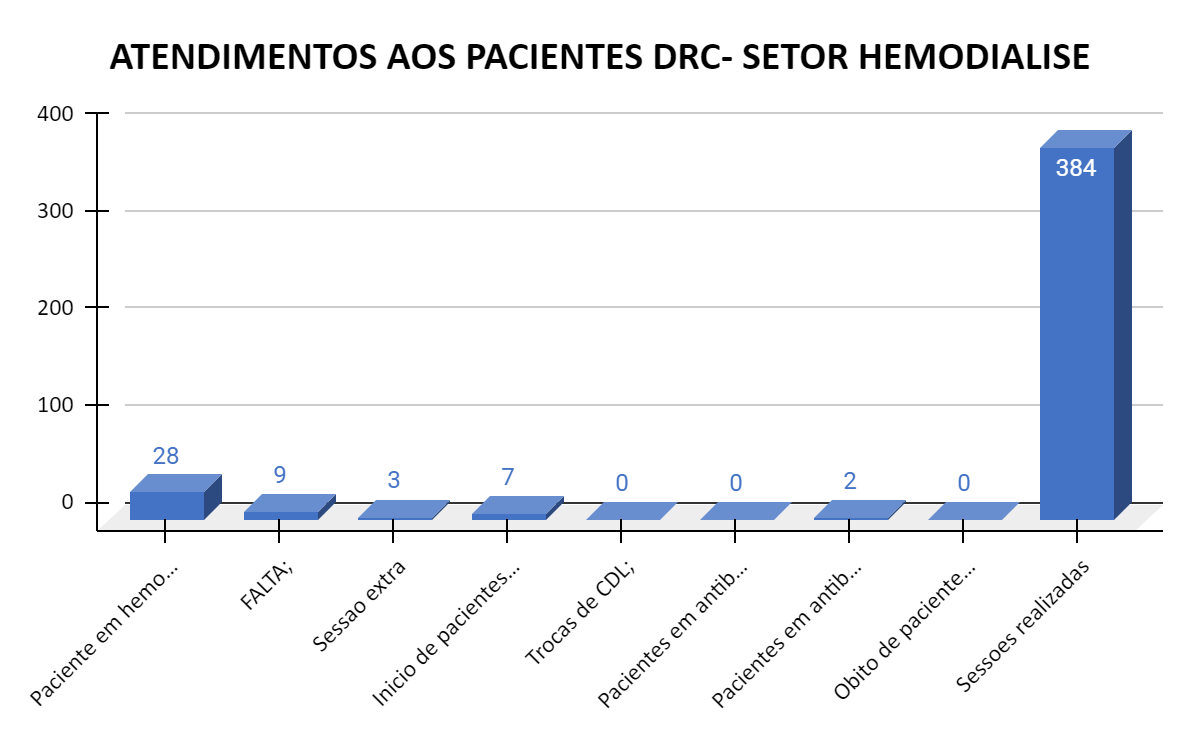 ATENDIMENTOS AOS PACIENTES DRC- SETOR HEMODIALISE
400
300
200
100
0
28
9
3
7
0
0
2
0
384
Paciente em hemo...
FALTA;
Sessao extra
Inicio de pacientes...
Trocas de CDL;
Pacientes em antib...
Pacientes em antib...
Obito de paciente...
Sessoes realizadas